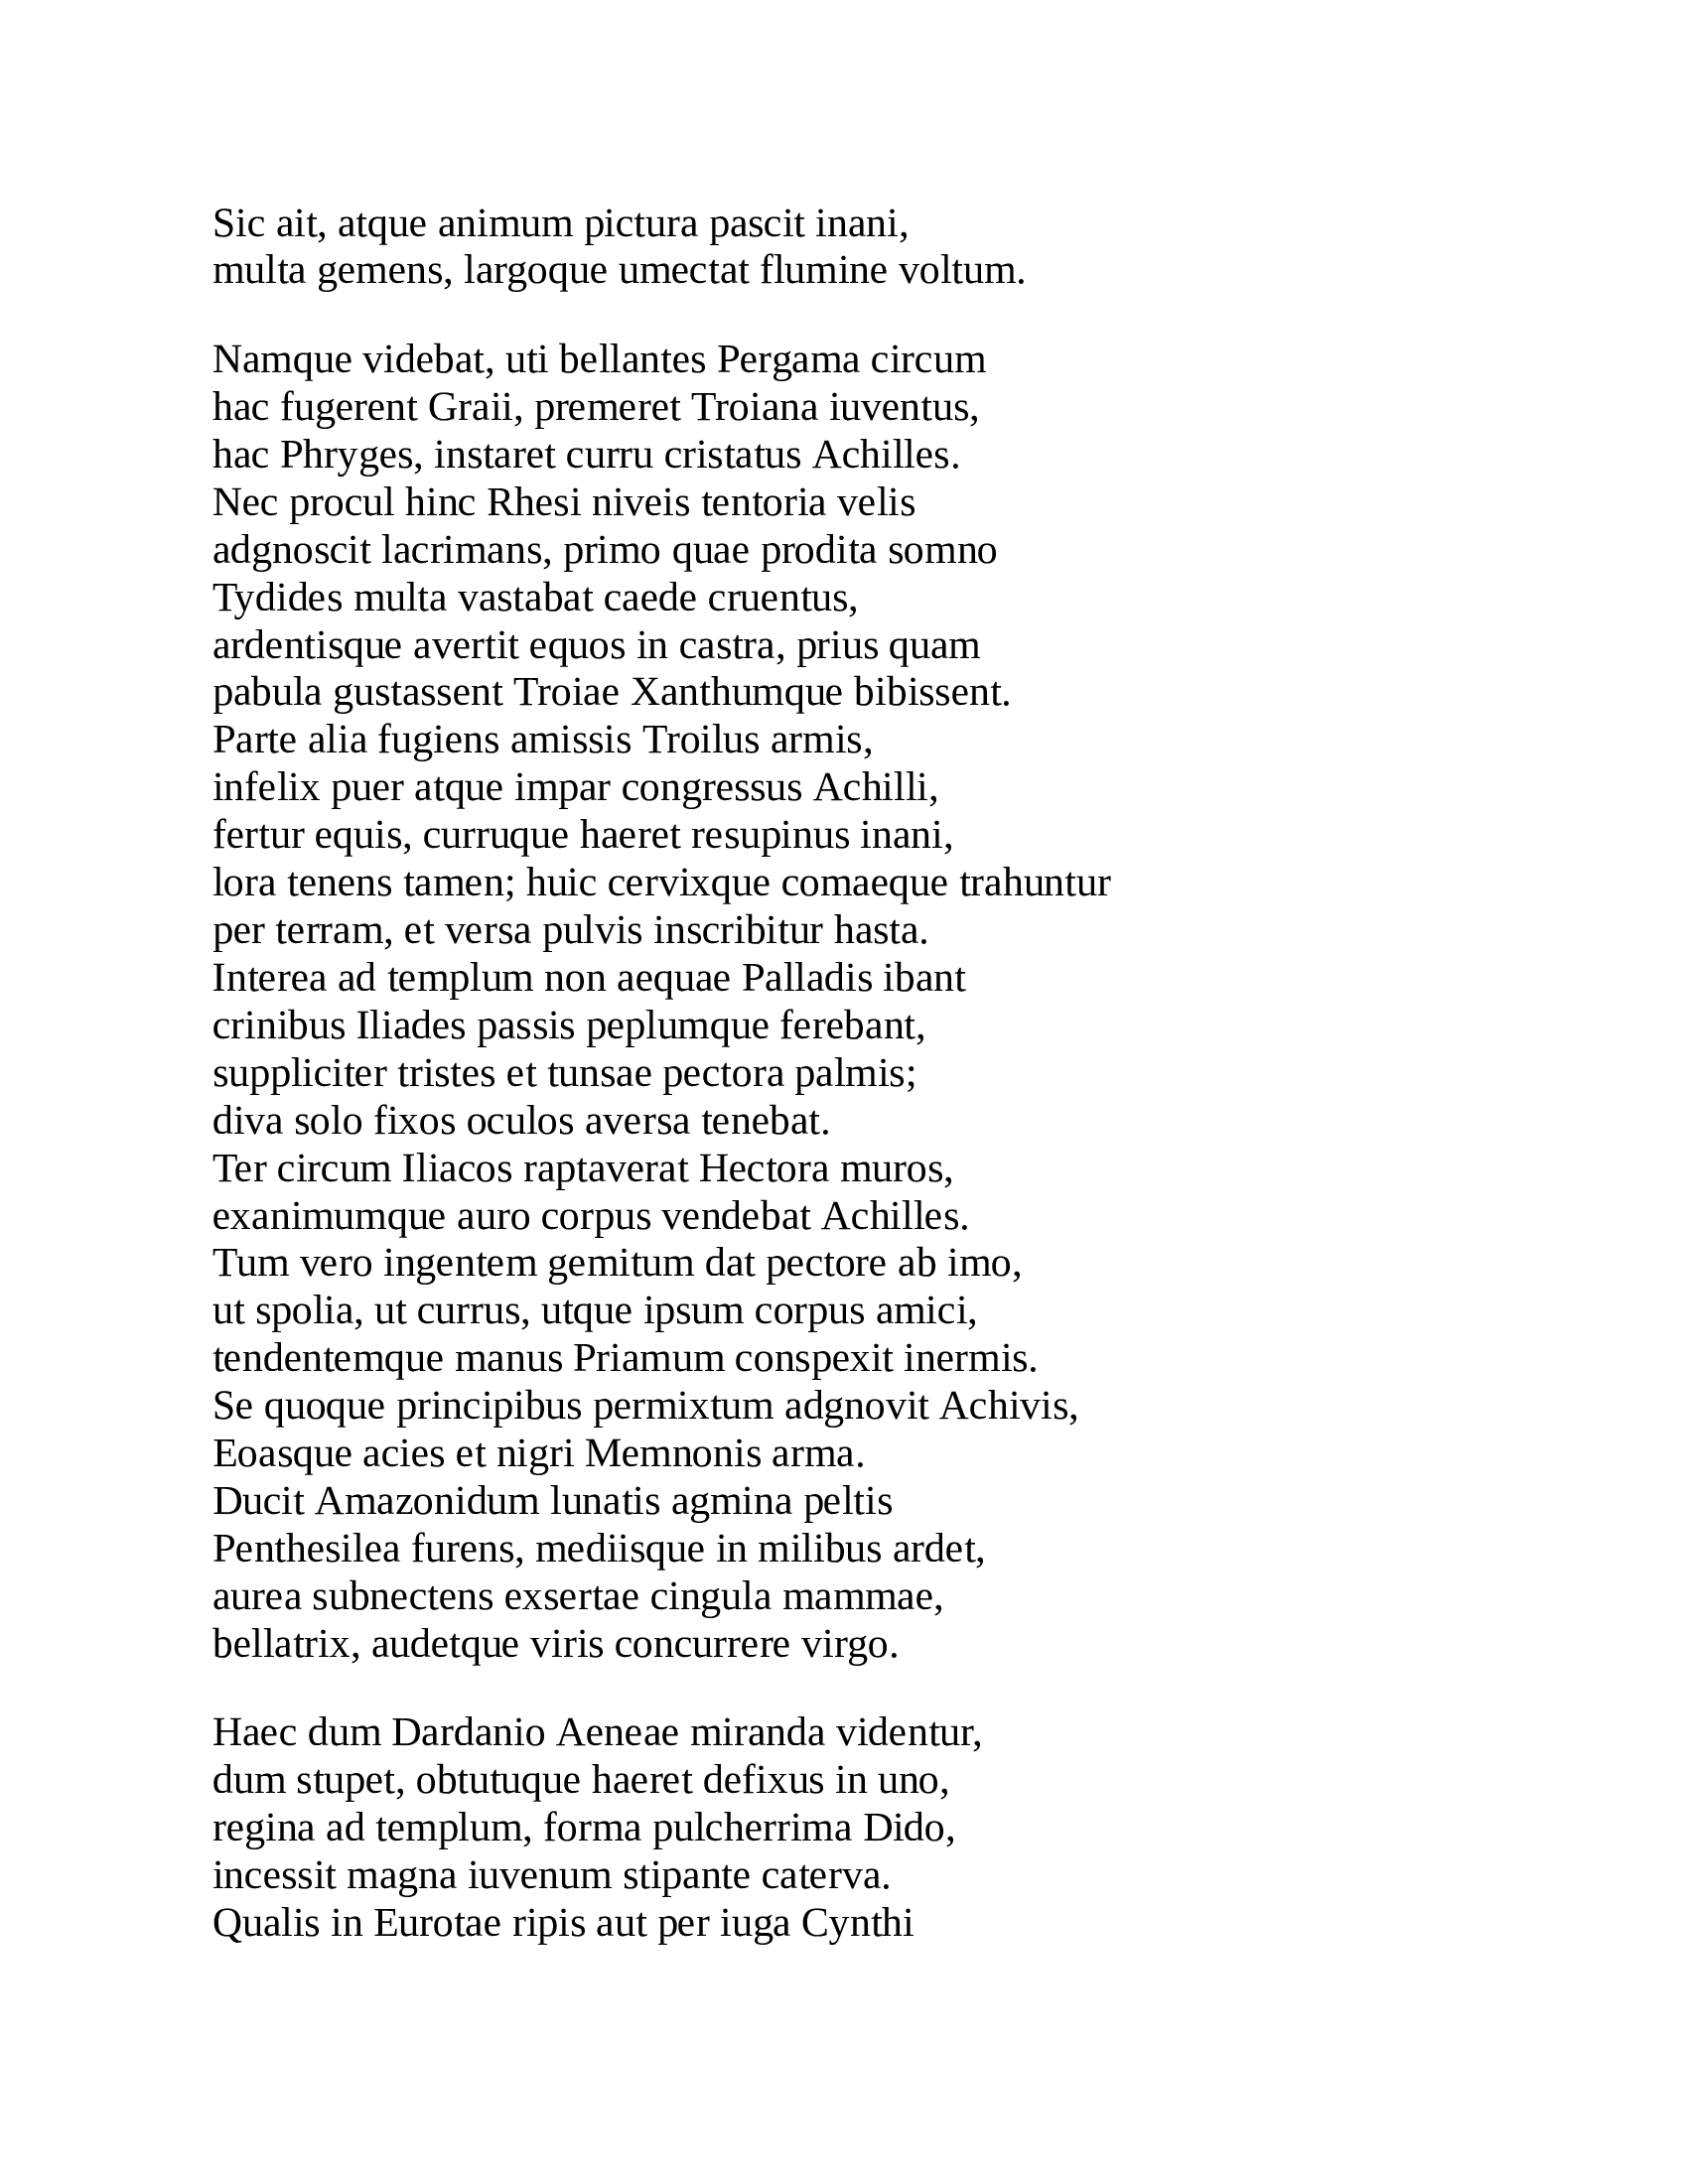 Sic ait, atque animum pictura pascit inani,
multa gemens, largoque umectat flumine voltum.
Namque videbat, uti bellantes Pergama circum
hac fugerent Graii, premeret Troiana iuventus,
hac Phryges, instaret curru cristatus Achilles.
Nec procul hinc Rhesi niveis tentoria velis
adgnoscit lacrimans, primo quae prodita somno
Tydides multa vastabat caede cruentus,
ardentisque avertit equos in castra, prius quam
pabula gustassent Troiae Xanthumque bibissent.
Parte alia fugiens amissis Troilus armis,
infelix puer atque impar congressus Achilli,
fertur equis, curruque haeret resupinus inani,
lora tenens tamen; huic cervixque comaeque trahuntur
per terram, et versa pulvis inscribitur hasta.
Interea ad templum non aequae Palladis ibant
crinibus Iliades passis peplumque ferebant,
suppliciter tristes et tunsae pectora palmis;
diva solo fixos oculos aversa tenebat.
Ter circum Iliacos raptaverat Hectora muros,
exanimumque auro corpus vendebat Achilles.
Tum vero ingentem gemitum dat pectore ab imo,
ut spolia, ut currus, utque ipsum corpus amici,
tendentemque manus Priamum conspexit inermis.
Se quoque principibus permixtum adgnovit Achivis,
Eoasque acies et nigri Memnonis arma.
Ducit Amazonidum lunatis agmina peltis
Penthesilea furens, mediisque in milibus ardet,
aurea subnectens exsertae cingula mammae,
bellatrix, audetque viris concurrere virgo.
Haec dum Dardanio Aeneae miranda videntur,
dum stupet, obtutuque haeret defixus in uno,
regina ad templum, forma pulcherrima Dido,
incessit magna iuvenum stipante caterva.
Qualis in Eurotae ripis aut per iuga Cynthi